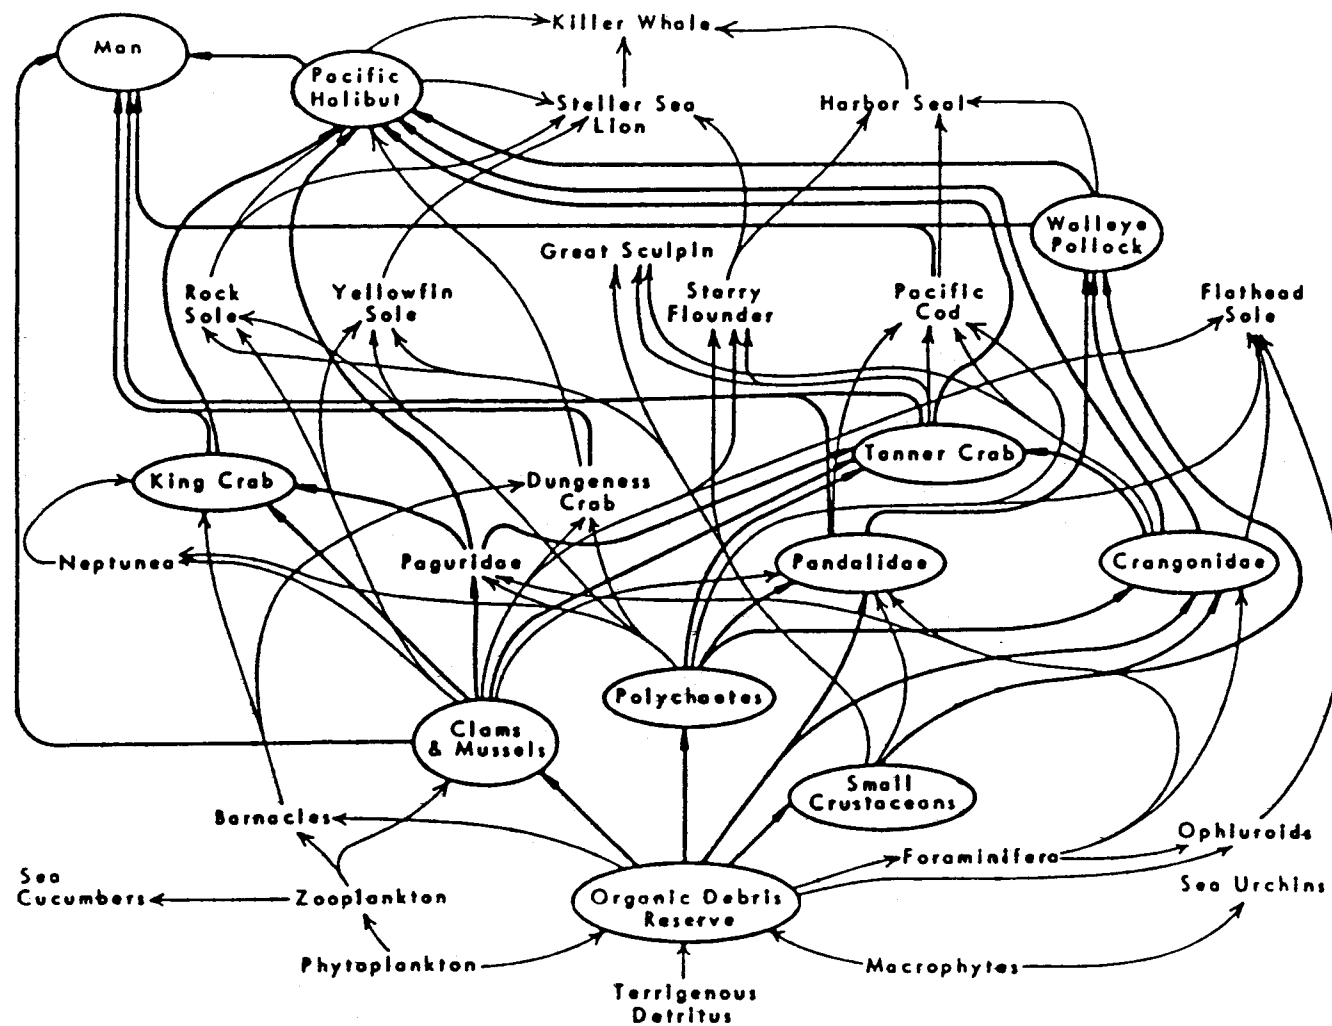 Killer Whale
Man
Pacific
Halibut
Steller Sea
Lion
Harbor Seal
Walleye
Pollock
Great Sculpin
Rock
Sole
Yellowfin
Sole
Starry
Flounder
Pacific
Cod
Flathead
Sole
King Crab
Dungeness
Crab
Tanner Crab
Neptunea
Paguridae
Pandalidae
Crangonidae
Polychaetes
Clams
& Mussels
Small
Crustaceans
Barnacles
Ophiuroids
Foraminifera
Sea
Cucumbers
Zooplankton
Organic Debris
Reserve
Sea Urchins
Phytoplankton
Macrophytes
Terrigenous
Detritus